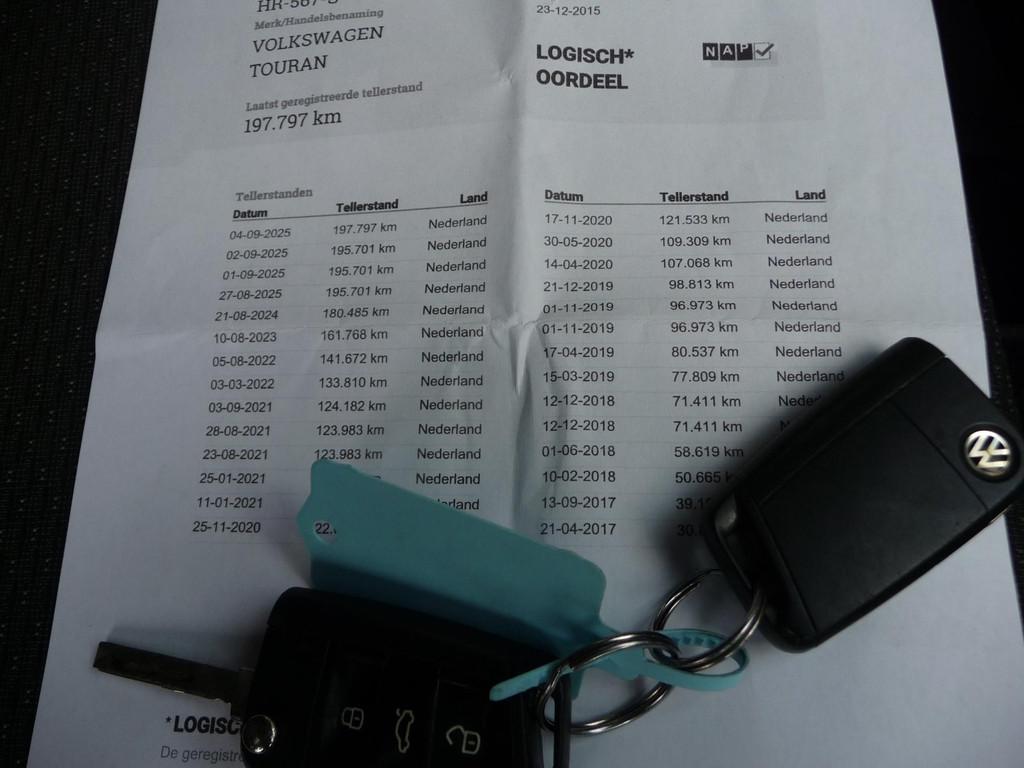 HR-567-
23-12-2015
Merk/Handelsbenaming
VOLKSWAGEN
TOURAN
LOGISCH*
OORDEEL
NAP
Laatst geregistreerde tellerstand
197.797 km
Tellerstanden
Datum Tellerstand Land
04-09-2025 197.797 km Nederland
02-09-2025 195.701 km Nederland
01-09-2025 195.701 km Nederland
27-08-2025 195.701 km Nederland
21-08-2024 180.485 km Nederland
10-08-2023 161.768 km Nederland
05-08-2022 141.672 km Nederland
03-03-2022 133.810 km Nederland
03-09-2021 124.182 km Nederland
28-08-2021 123.983 km Nederland
23-08-2021 123.983 km Nederland
25-01-2021 Nederland
11-01-2021
25-11-2020 Nederland
Datum Tellerstand Land
17-11-2020 121.533 km Nederland
30-05-2020 109.309 km Nederland
14-04-2020 107.068 km Nederland
21-12-2019 98.813 km Nederland
01-11-2019 96.973 km Nederland
01-11-2019 96.973 km Nederland
17-04-2019 80.537 km Nederland
15-03-2019 77.809 km Nederland
12-12-2018 71.411 km
12-12-2018 71.411 km
01-06-2018 58.619 km
10-02-2018 50.665 km
13-09-2017
21-04-2017
*LOGISC
De geregistre